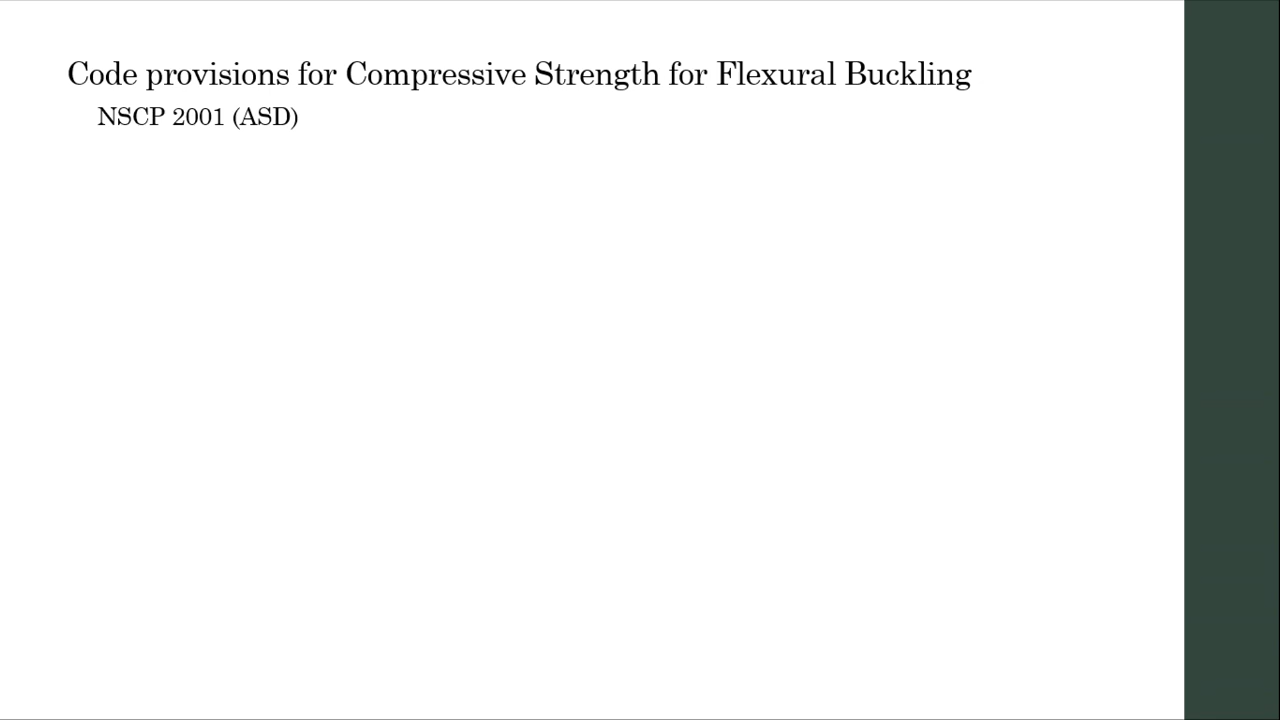 Code provisions for Compressive Strength for Flexural Buckling
NSCP 2001 (ASD)